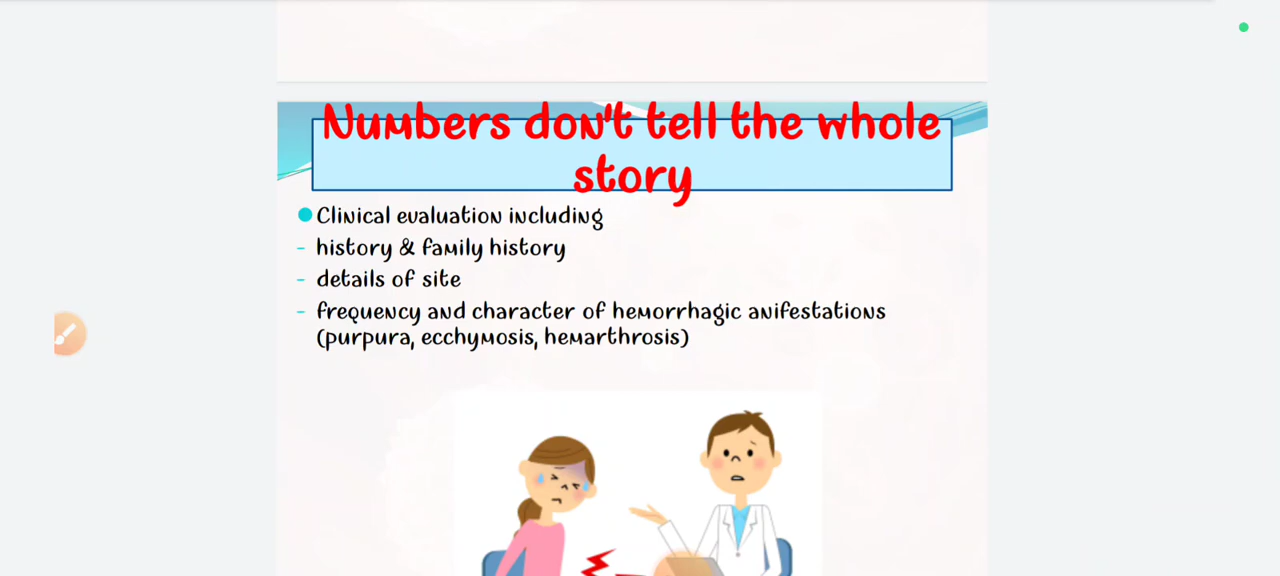 Numbers don't tell the whole
story
Clinical evaluation including
- history & family history
- details of site
- frequency and character of hemorrhagic anifestations
(purpura, ecchymosis, hemarthrosis)